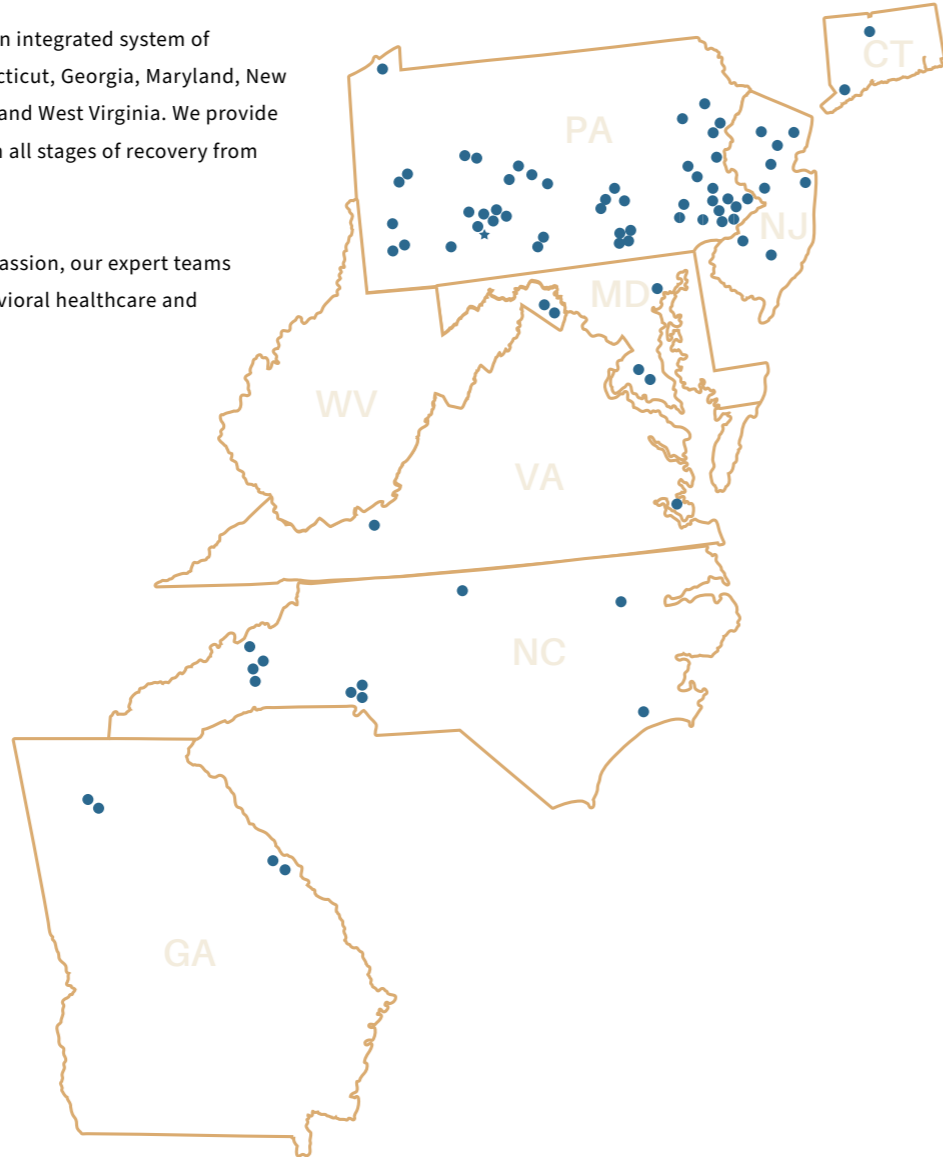 n integrated system of
cticut, Georgia, Maryland, New
and West Virginia. We provide
n all stages of recovery from
assion, our expert teams
vioral healthcare and
CT
PA
NJ
MD
WV
VA
NC
GA